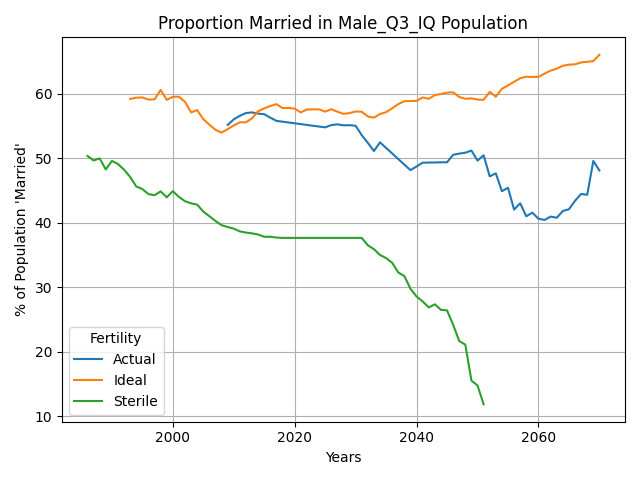 Proportion Married in Male_Q3_IQ Population
% of Population 'Married'
60
50
40
30
20
10
Fertility
Actual
Ideal
Sterile
2000
2020
2040
2060
Years